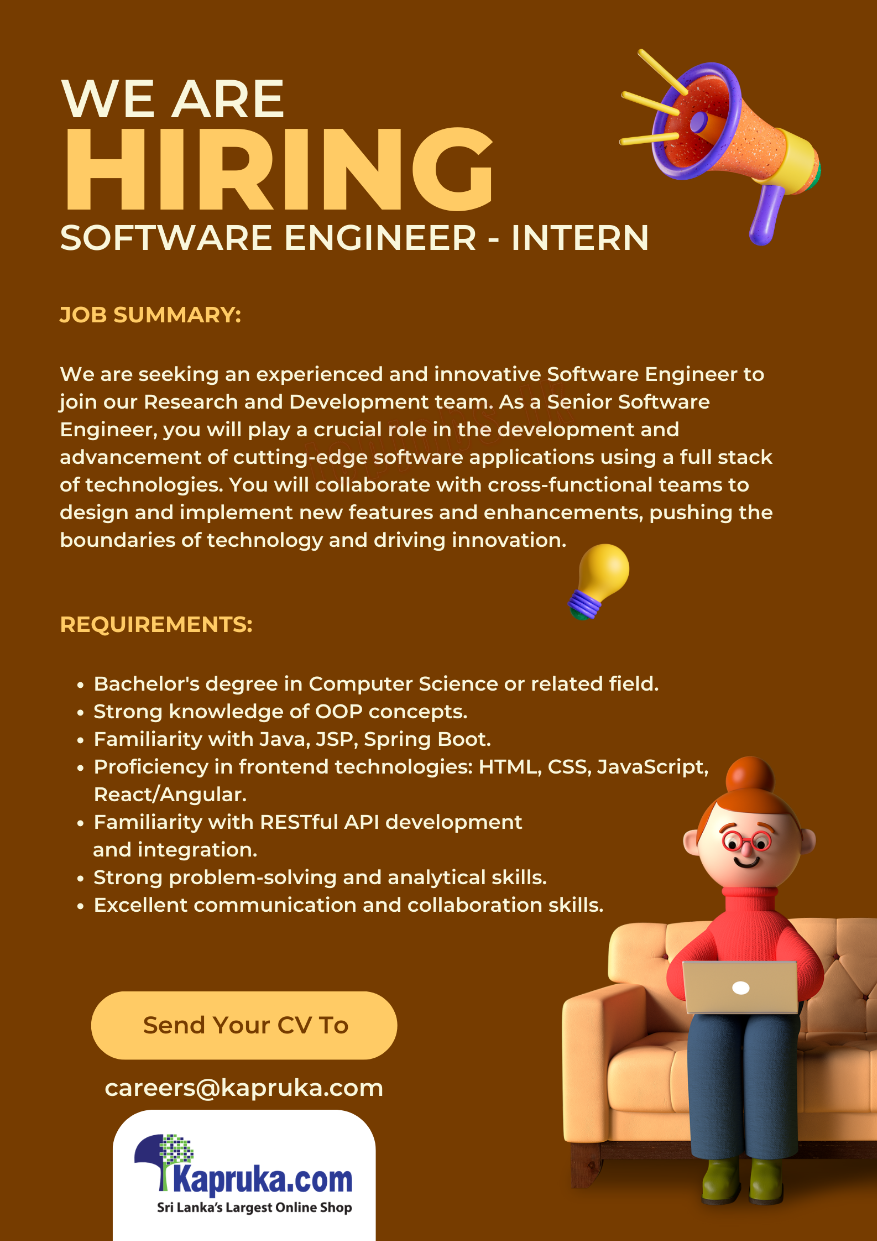 WE ARE
HIRING
SOFTWARE ENGINEER - INTERN
JOB SUMMARY:
We are seeking an experienced and innovative Software Engineer to
join our Research and Development team. As a Senior Software
Engineer, you will play a crucial role in the development and
advancement of cutting-edge software applications using a full stack
of technologies. You will collaborate with cross-functional teams to
design and implement new features and enhancements, pushing the
boundaries of technology and driving innovation.
REQUIREMENTS:
• Bachelor's degree in Computer Science or related field.
• Strong knowledge of OOP concepts.
• Familiarity with Java, JSP, Spring Boot.
• Proficiency in frontend technologies: HTML, CSS, JavaScript,
React/Angular.
• Familiarity with RESTful API development
and integration.
• Strong problem-solving and analytical skills.
• Excellent communication and collaboration skills.
Send Your CV To
careers@kapruka.com
Kapruka.com
Sri Lanka's Largest Online Shop